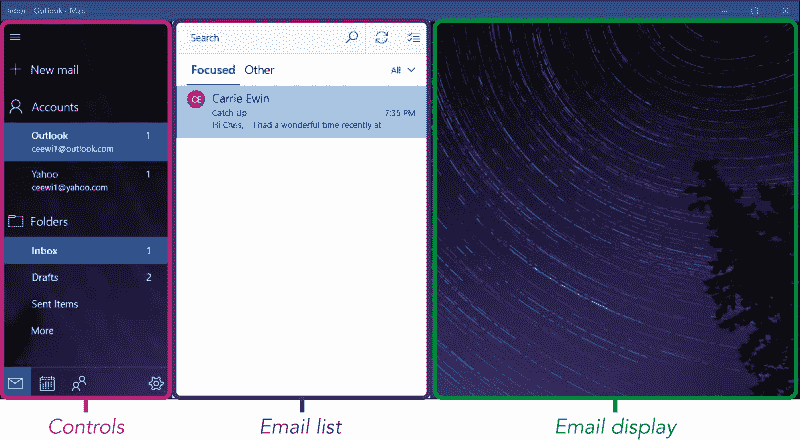 Inbox - Outlook - Mail
Search
New mail
Focused Other All
Accounts
CE Carrie Ewin
Catch Up 7:35 PM
Hi Chris, I had a wonderful time recently at
Outlook 1
ceewi1@outlook.com
Yahoo 1
ceewi1@yahoo.com
Folders
Inbox 1
Drafts 2
Sent Items
More
Controls
Email list
Email display